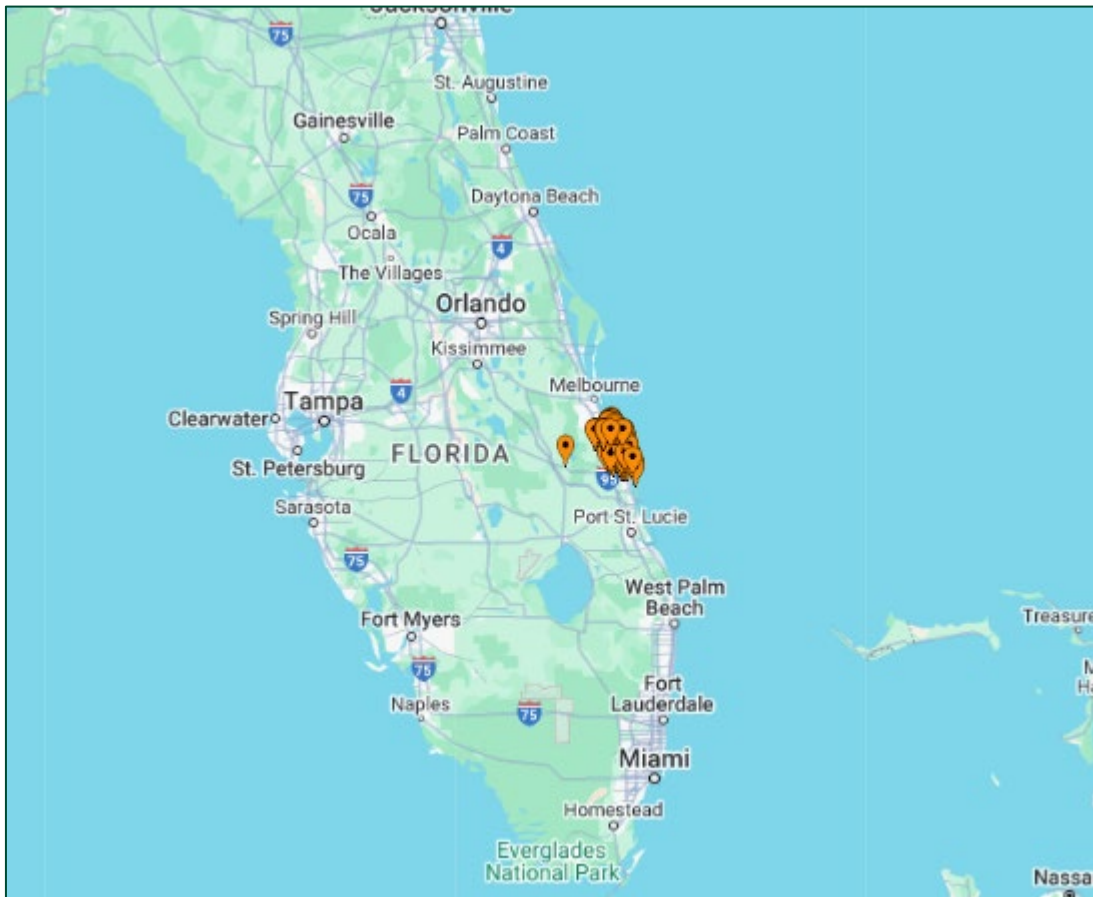 Jacksonville
75
St. Augustine
Gainesville
Palm Coast
75
Daytona Beach
Ocala
4
The Villages
Orlando
Spring Hill
Kissimmee
Melbourne
4
Clearwater
Tampa
FLORIDA
St. Petersburg
95
Sarasota
Port St. Lucie
75
West Palm
Beach
Fort Myers
Treasure
75
Fort
Lauderdale
Naples
75
Miami
Homestead
Everglades
National Park
Nassa